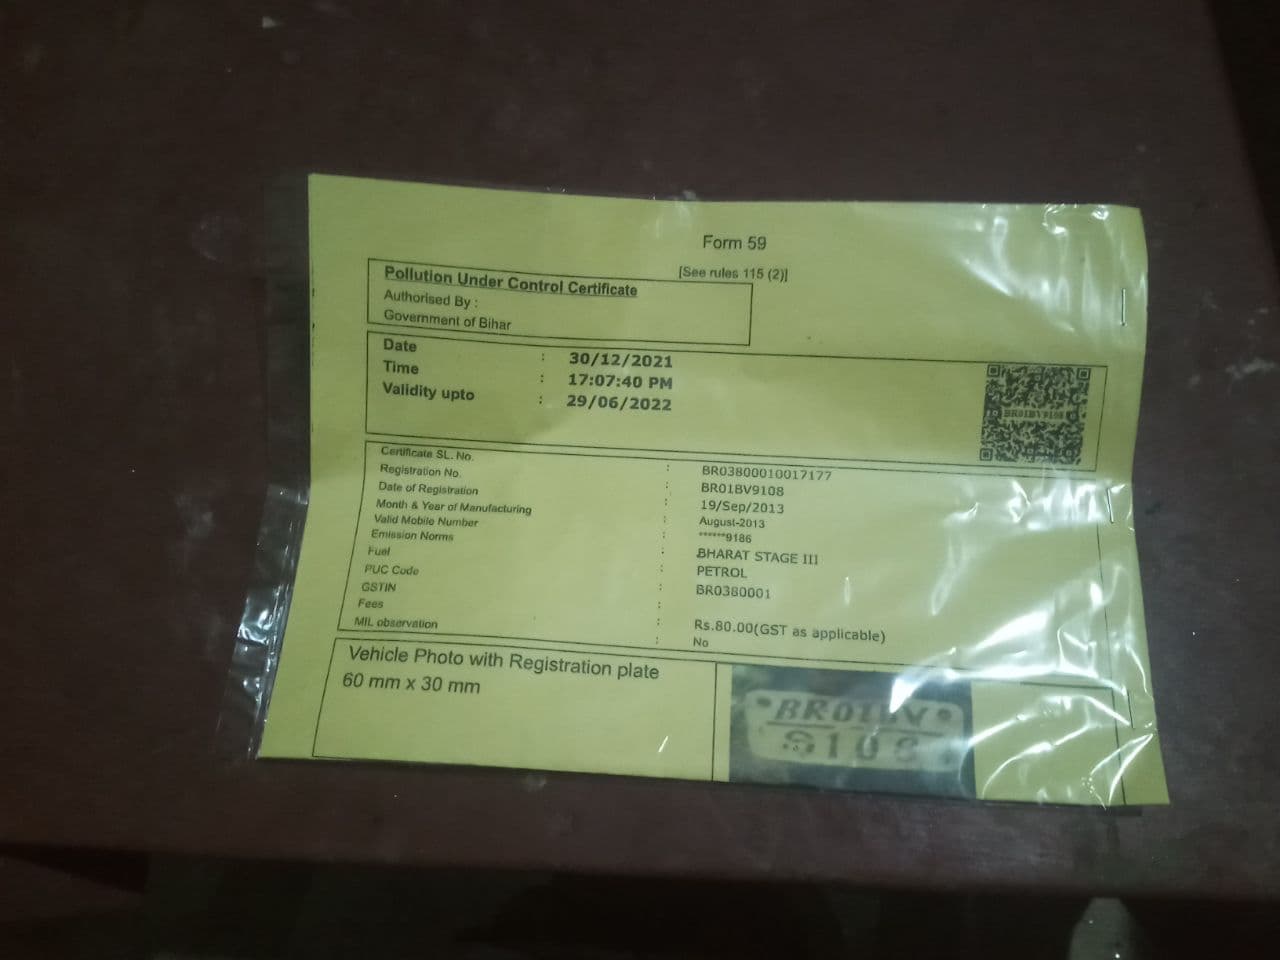 Form 59
[See rules 115 (2)]
Pollution Under Control Certificate
Authorised By :
Government of Bihar
Date : 30/12/2021
Time : 17:07:40 PM
Validity upto : 29/06/2022
BR01BV9108
Certificate SL. No. : BR03800010017177
Registration No. : BR01BV9108
Date of Registration : 19/Sep/2013
Month & Year of Manufacturing : August-2013
Valid Mobile Number : ******9186
Emission Norms : BHARAT STAGE III
Fuel : PETROL
PUC Code : BR0380001
GSTIN :
Fees : Rs.80.00(GST as applicable)
MIL observation : No
Vehicle Photo with Registration plate
60 mm x 30 mm
BR01BV
9108